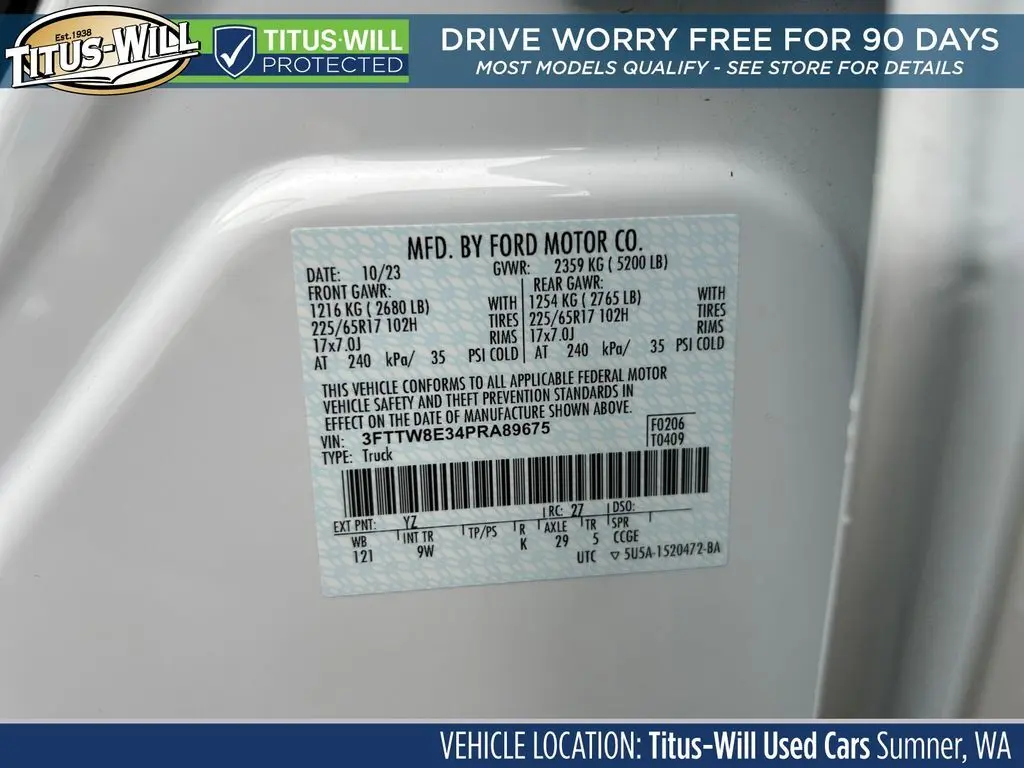 Est.1938
TITUS-WILL
TITUS-WILL
PROTECTED
DRIVE WORRY FREE FOR 90 DAYS
MOST MODELS QUALIFY - SEE STORE FOR DETAILS
MFD. BY FORD MOTOR CO.
DATE: 10/23 GVWR: 2359 KG ( 5200 LB)
FRONT GAWR: REAR GAWR:
1216 KG ( 2680 LB) WITH 1254 KG ( 2765 LB) WITH
225/65R17 102H TIRES 225/65R17 102H TIRES
17x7.0J RIMS 17x7.0J RIMS
AT 240 kPa/ 35 PSI COLD AT 240 kPa/ 35 PSI COLD
THIS VEHICLE CONFORMS TO ALL APPLICABLE FEDERAL MOTOR
VEHICLE SAFETY AND THEFT PREVENTION STANDARDS IN
EFFECT ON THE DATE OF MANUFACTURE SHOWN ABOVE.
VIN: 3FTTW8E34PRA89675 F0206
TYPE: Truck T0409
EXT PNT: YZ RC: 27 DSO:
WB INT TR TP/PS R AXLE TR SPR
121 9W K 29 5 CCGE
UTC ▽ 5U5A-1520472-BA
VEHICLE LOCATION: Titus-Will Used Cars Sumner, WA